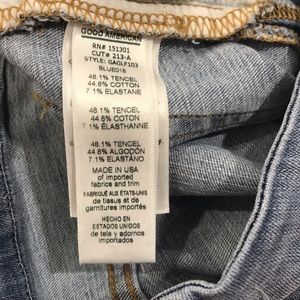 GOOD AMERICAN
RN# 151301
CUT# 213-A
STYLE: GAGLF103
BLUE018
48.1% TENCEL
44.8% COTTON
7.1% ELASTANE
48.1% TENCEL
44.8% COTON
7.1% ÉLASTHANNE
48.1% TENCEL
44.8% ALGODÓN
7.1% ELASTANO
MADE IN U.S.A
of imported
fabrics and trim
FABRIQUÉ AUX ÉTATS-UNIS
de tissus et de
garnitures importés
HECHO EN
ESTADOS UNIDOS
de tela y adornos
importados